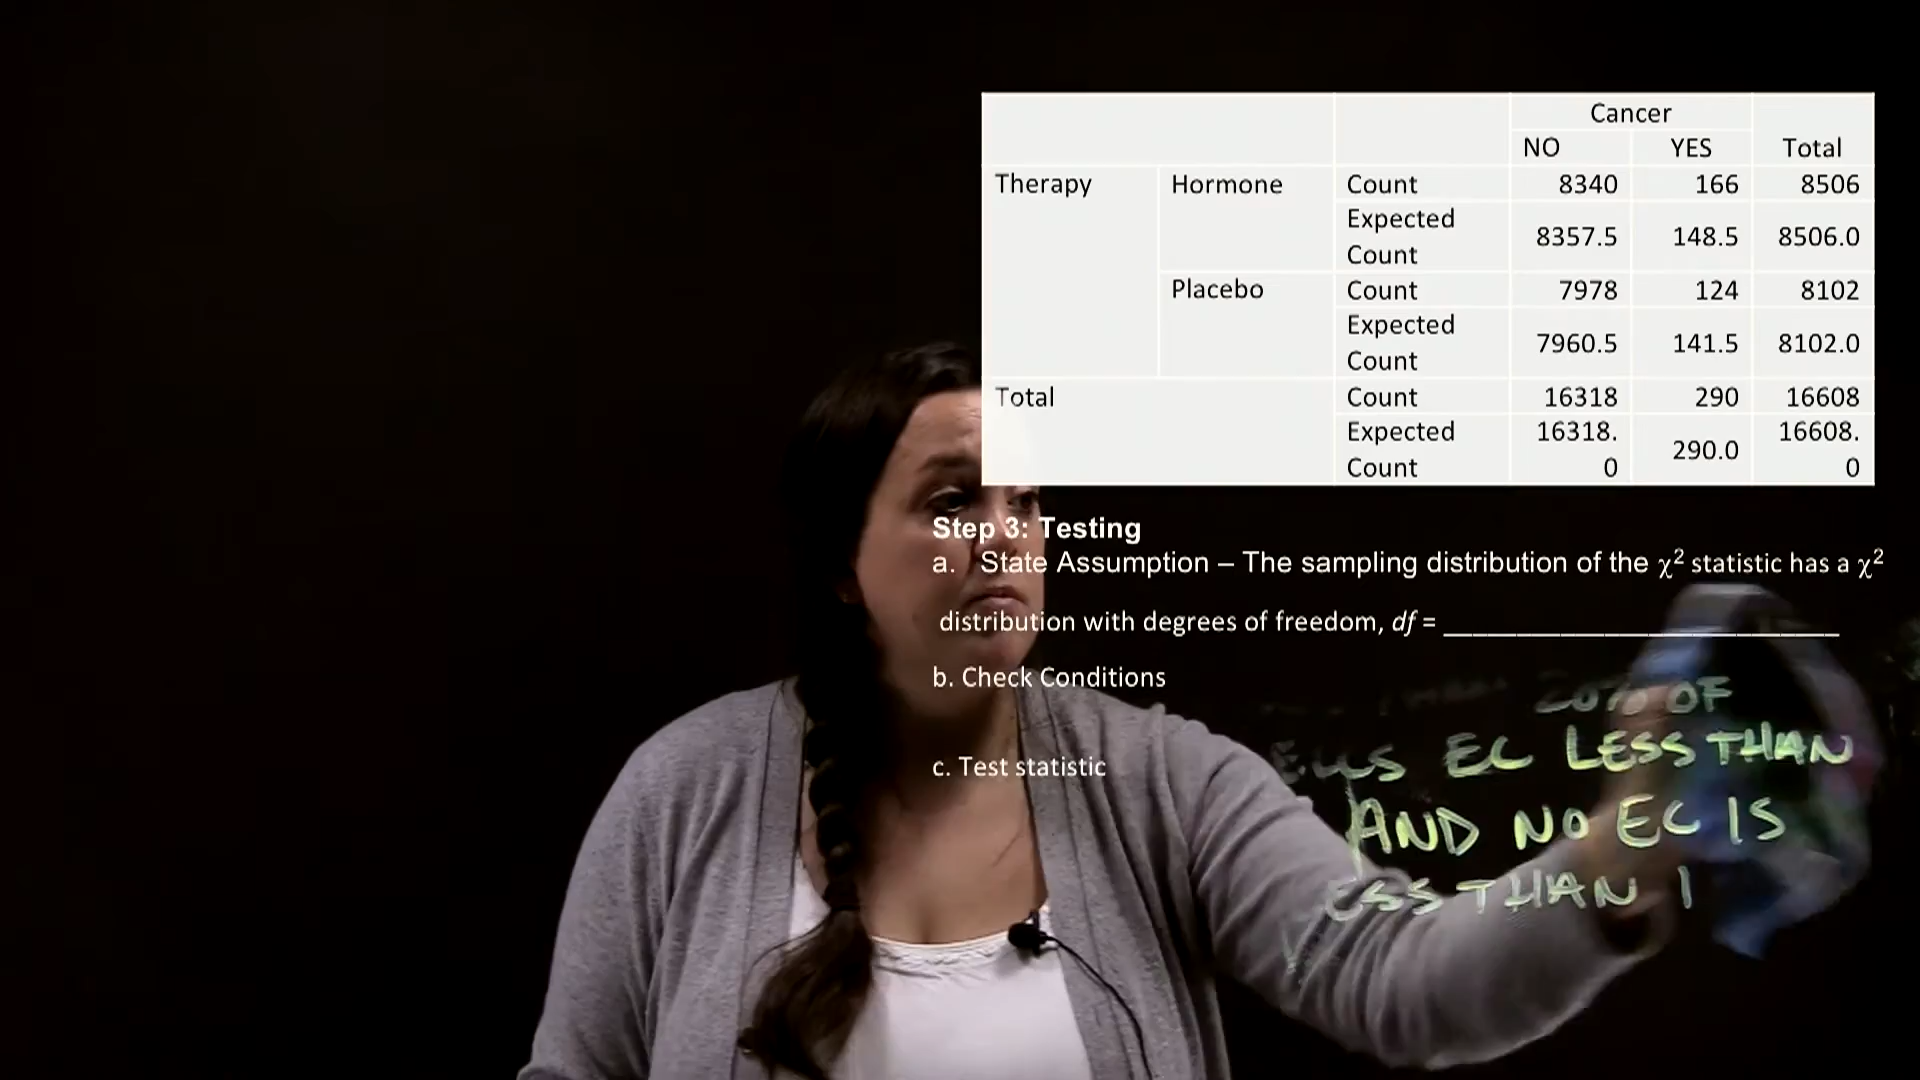 Cancer
NO YES Total
Therapy Hormone Count 8340 166 8506
Expected Count 8357.5 148.5 8506.0
Placebo Count 7978 124 8102
Expected Count 7960.5 141.5 8102.0
Total Count 16318 290 16608
Expected Count 16318.0 290.0 16608.0
Step 3: Testing
a. State Assumption – The sampling distribution of the χ² statistic has a χ²
distribution with degrees of freedom, df = ____________________________
b. Check Conditions
20% OF
EC LESS THAN
c. Test statistic
AND NO EC IS
THAN 1